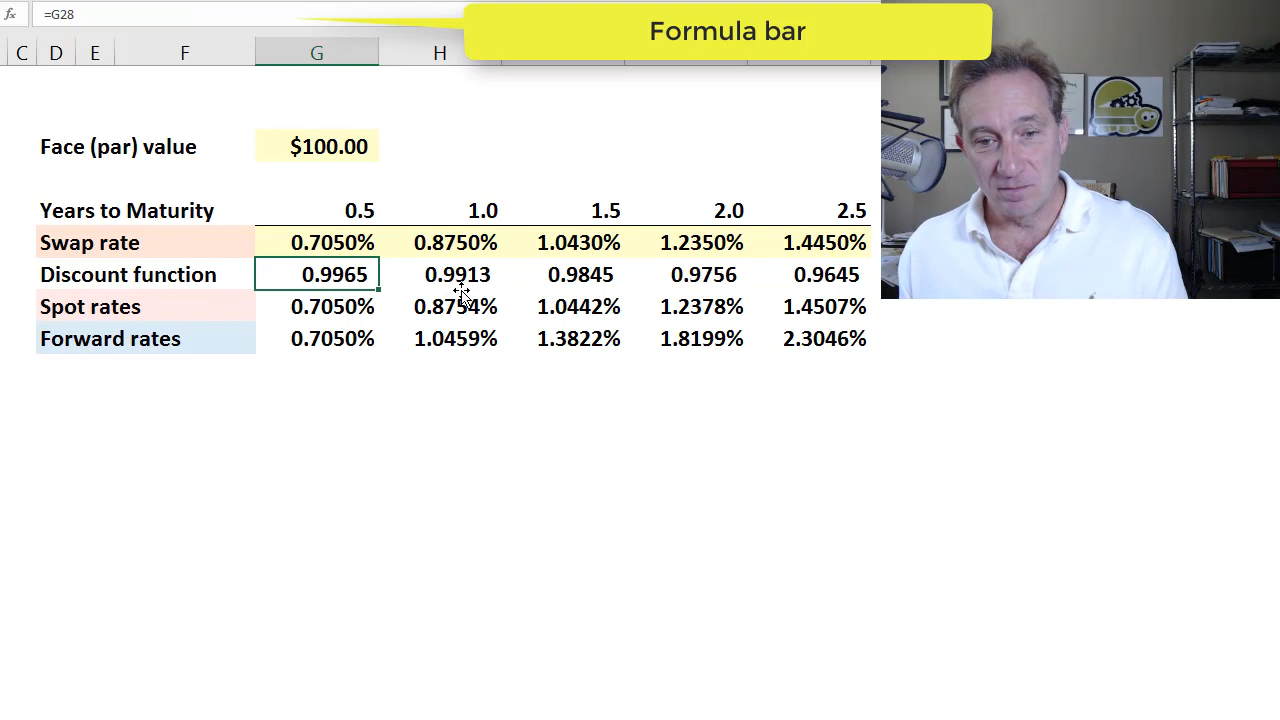 fx =G28
Formula bar
C D E F G H
Face (par) value $100.00
Years to Maturity 0.5 1.0 1.5 2.0 2.5
Swap rate 0.7050% 0.8750% 1.0430% 1.2350% 1.4450%
Discount function 0.9965 0.9913 0.9845 0.9756 0.9645
Spot rates 0.7050% 0.8754% 1.0442% 1.2378% 1.4507%
Forward rates 0.7050% 1.0459% 1.3822% 1.8199% 2.3046%